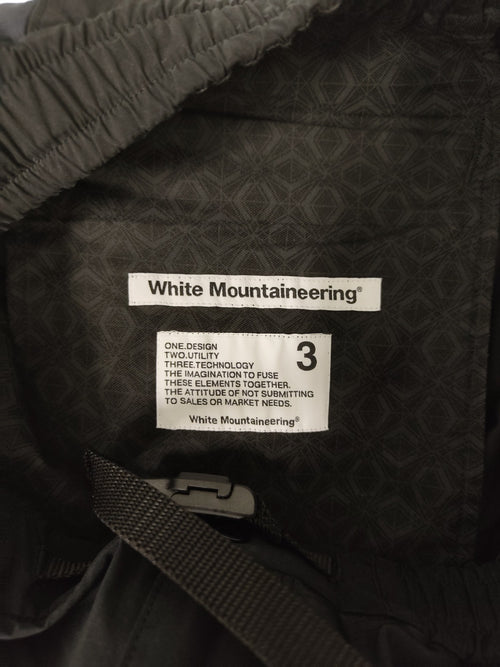 White Mountaineering®
3
ONE.DESIGN
TWO.UTILITY
THREE.TECHNOLOGY
THE IMAGINATION TO FUSE
THESE ELEMENTS TOGETHER.
THE ATTITUDE OF NOT SUBMITTING
TO SALES OR MARKET NEEDS.
White Mountaineering®